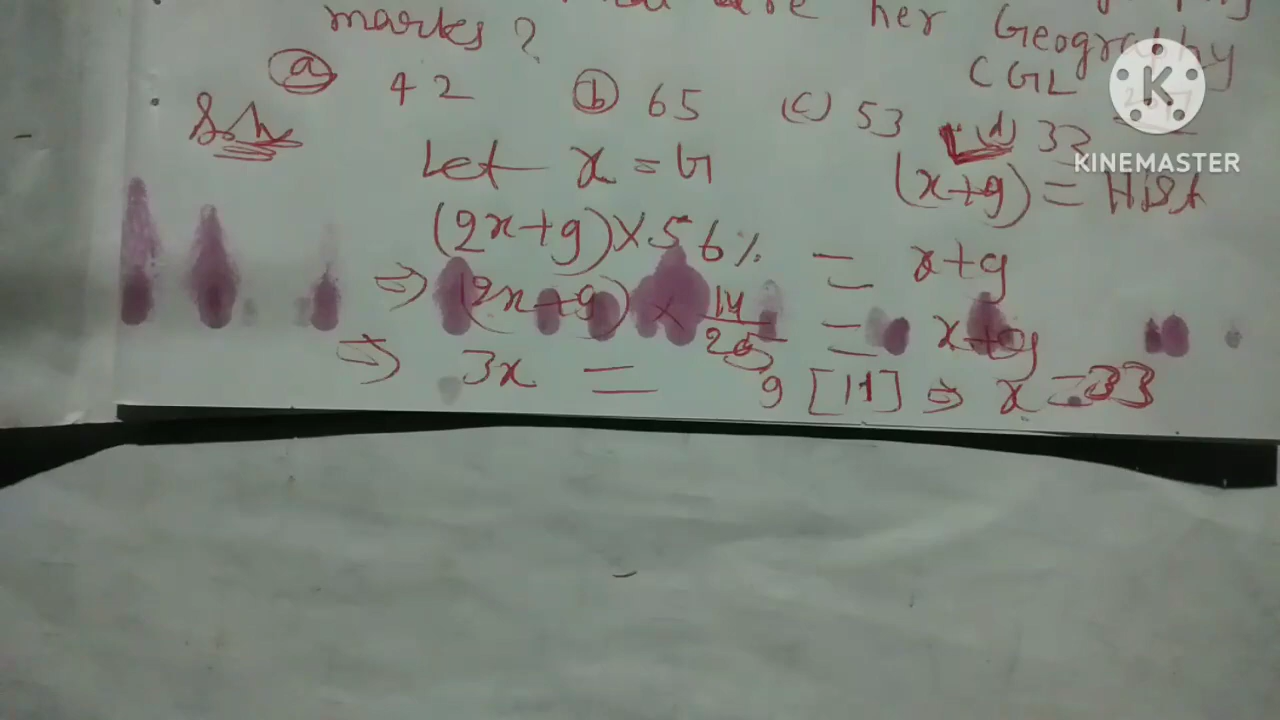 her Geography
marks ?
CGL
(a) 42 (b) 65 (c) 53 (d) 33
Soln
Let x = G (x+9) = Hist
(2x+9) × 56% = x+9
⇒ (2x+9) × 14/25 = x+9
⇒ 3x = 9 [11] ⇒ x = 33
K
KINEMASTER